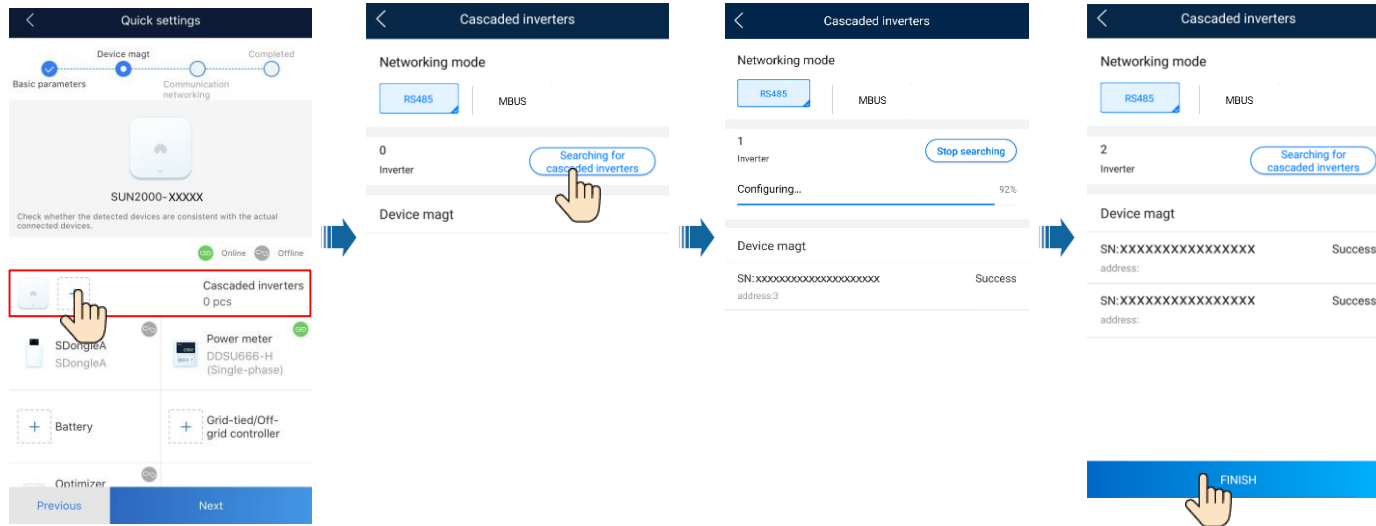 Quick settings
Device magt
Completed
Basic parameters
Communication
networking
SUN2000-XXXXX
Check whether the detected devices are consistent with the actual
connected devices.
Online
Offline
Cascaded inverters
0 pcs
SDongleA
SDongleA
Power meter
DDSU666-H
(Single-phase)
+ Battery
+ Grid-tied/Off-
grid controller
Optimizer
Previous
Next
Cascaded inverters
Networking mode
RS485
MBUS
0
Inverter
Searching for
cascaded inverters
Device magt
Cascaded inverters
Networking mode
RS485
MBUS
1
Inverter
Stop searching
Configuring...
92%
Device magt
SN:xxxxxxxxxxxxxxxxxxxxx
Success
address:3
Cascaded inverters
Networking mode
RS485
MBUS
2
Inverter
Searching for
cascaded inverters
Device magt
SN:XXXXXXXXXXXXXXXX
Success
address:
SN:XXXXXXXXXXXXXXXX
Success
address:
FINISH